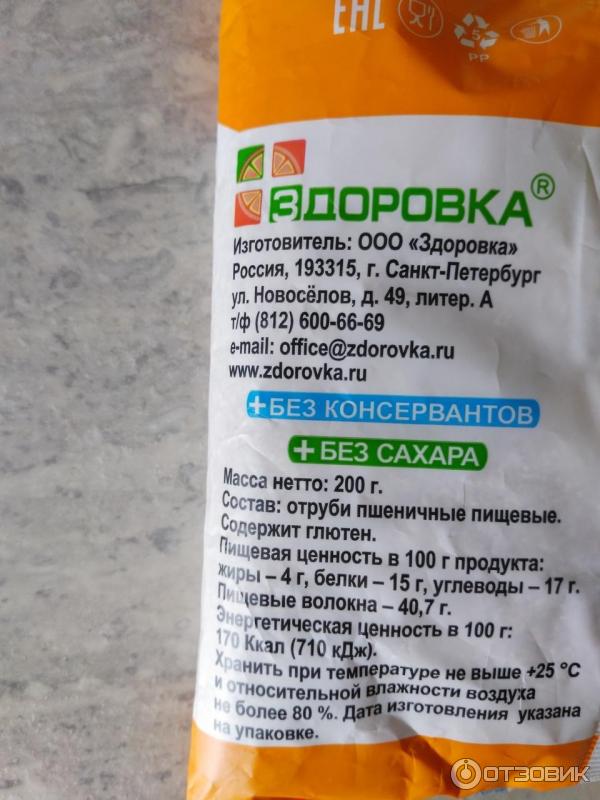 EAC
5
PP
ЗДОРОВКА®
Изготовитель: ООО «Здоровка»
Россия, 193315, г. Санкт-Петербург
ул. Новосёлов, д. 49, литер. А
т/ф (812) 600-66-69
e-mail: office@zdorovka.ru
www.zdorovka.ru
+БЕЗ КОНСЕРВАНТОВ
+БЕЗ САХАРА
Масса нетто: 200 г.
Состав: отруби пшеничные пищевые.
Содержит глютен.
Пищевая ценность в 100 г продукта:
жиры – 4 г, белки – 15 г, углеводы – 17 г.
Пищевые волокна – 40,7 г.
Энергетическая ценность в 100 г:
170 Ккал (710 кДж).
Хранить при температуре не выше +25 °С
и относительной влажности воздуха
не более 80 %. Дата изготовления указана
на упаковке.
ОТЗОВИК